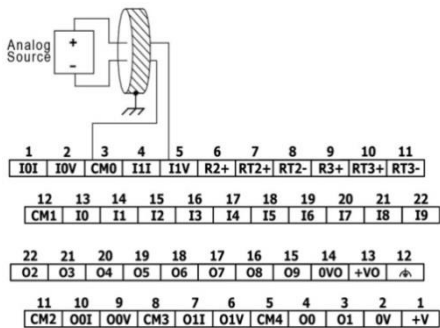 Analog
Source
+
-
1 2 3 4 5 6 7 8 9 10 11
I0I I0V CM0 I1I I1V R2+ RT2+ RT2- R3+ RT3+ RT3-
12 13 14 15 16 17 18 19 20 21 22
CM1 I0 I1 I2 I3 I4 I5 I6 I7 I8 I9
22 21 20 19 18 17 16 15 14 13 12
O2 O3 O4 O5 O6 O7 O8 O9 0VO +VO
11 10 9 8 7 6 5 4 3 2 1
CM2 O0I O0V CM3 O1I O1V CM4 O0 O1 0V +V